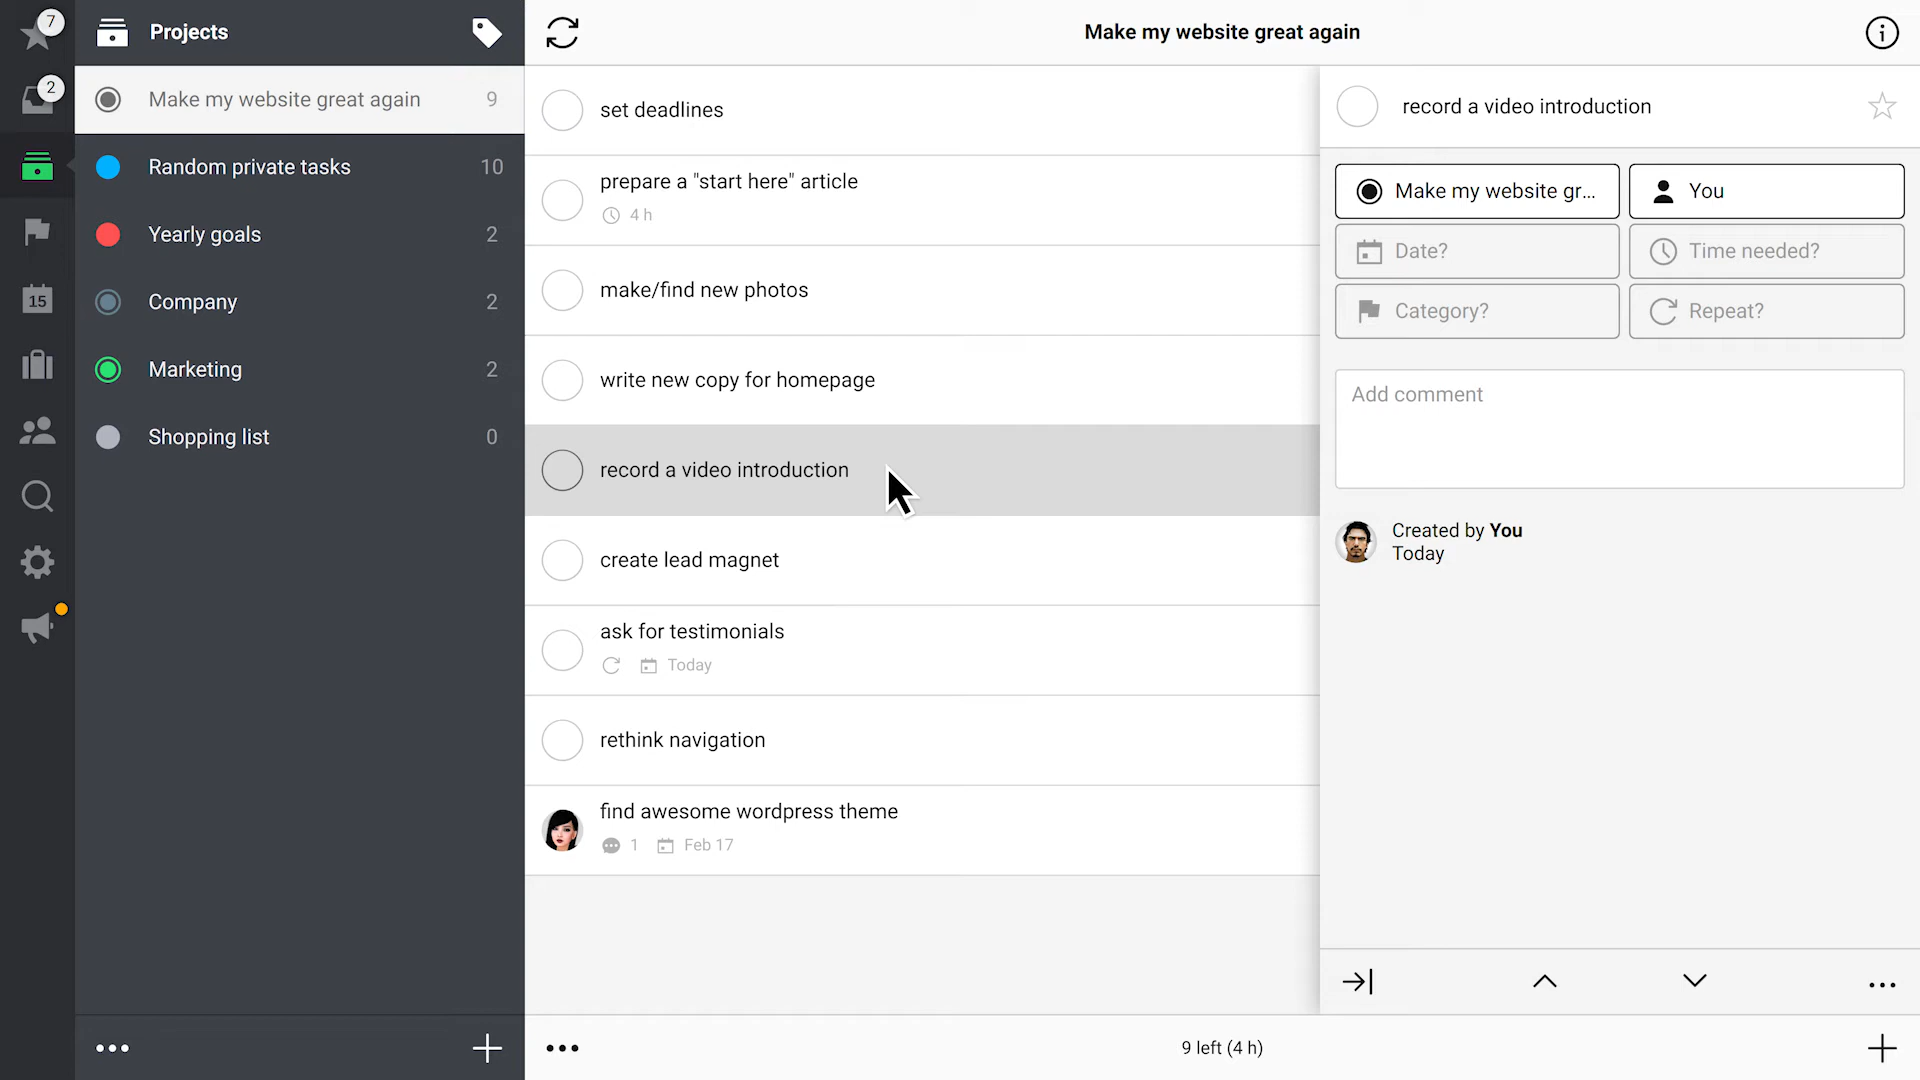 7
2
15
Projects
Make my website great again 9
Random private tasks 10
Yearly goals 2
Company 2
Marketing 2
Shopping list 0
Make my website great again
set deadlines
prepare a "start here" article
4 h
make/find new photos
write new copy for homepage
record a video introduction
create lead magnet
ask for testimonials
Today
rethink navigation
find awesome wordpress theme
1 Feb 17
9 left (4 h)
record a video introduction
Make my website gr... You
Date? Time needed?
Category? Repeat?
Add comment
Created by You
Today